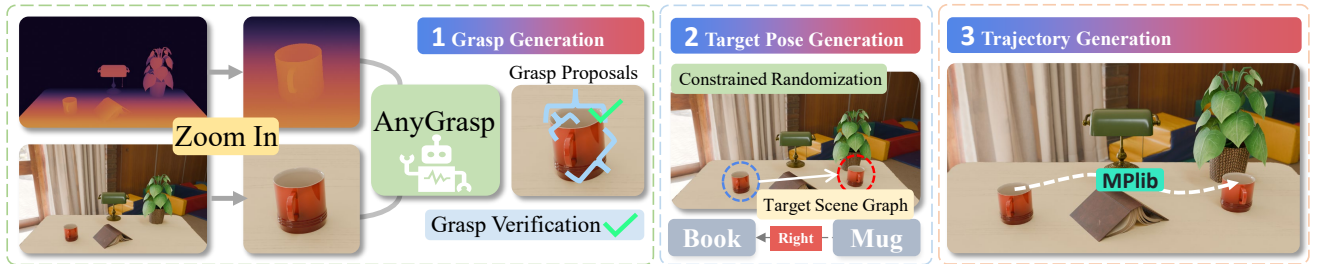 1 Grasp Generation
Zoom In
AnyGrasp
Grasp Proposals
Grasp Verification
2 Target Pose Generation
Constrained Randomization
Target Scene Graph
Book
Right
Mug
3 Trajectory Generation
MPlib